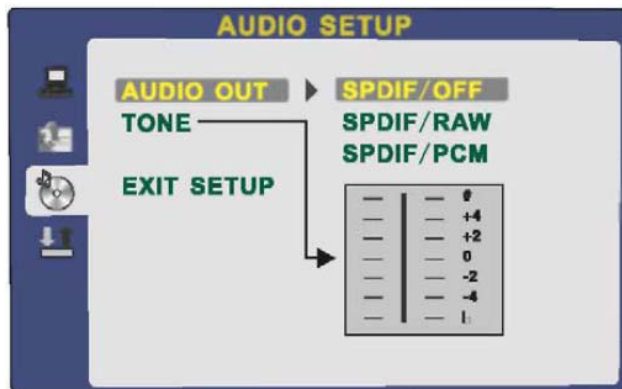 AUDIO SETUP
AUDIO OUT SPDIF/OFF
TONE SPDIF/RAW
SPDIF/PCM
EXIT SETUP
+4
+2
0
-2
-4